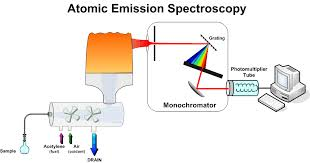 Atomic Emission Spectroscopy
Grating
Photomultiplier
Tube
Monochromator
Sample
Acetylene
(fuel)
Air
(oxidant)
DRAIN